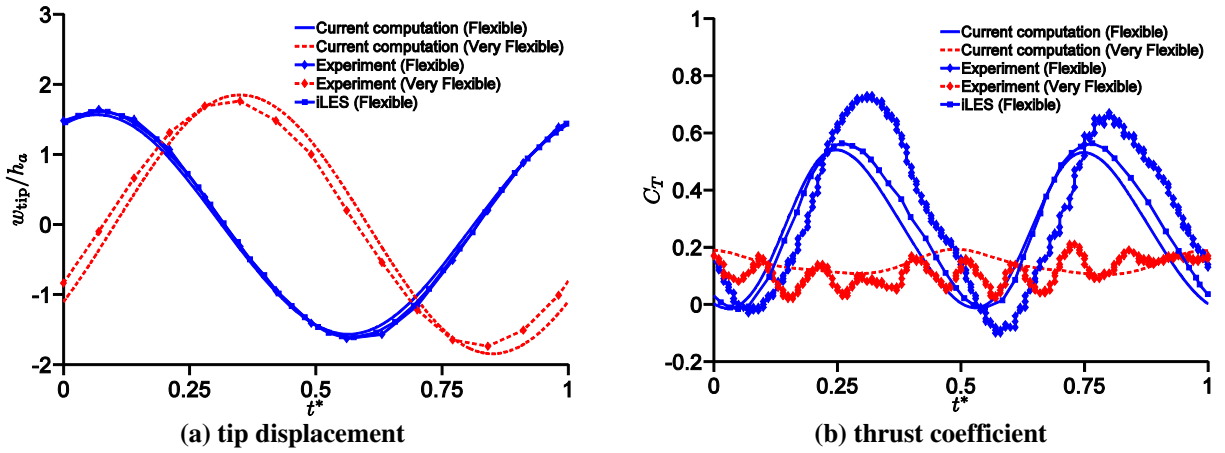 Current computation (Flexible)
Current computation (Very Flexible)
Experiment (Flexible)
Experiment (Very Flexible)
iLES (Flexible)
3
2
1
0
-1
-2
w_tip/h_a
0
0.25
0.5
0.75
1
t*
(a) tip displacement
Current computation (Flexible)
Current computation (Very Flexible)
Experiment (Flexible)
Experiment (Very Flexible)
iLES (Flexible)
1
0.8
0.6
0.4
0.2
0
-0.2
C_T
0
0.25
0.5
0.75
1
t*
(b) thrust coefficient